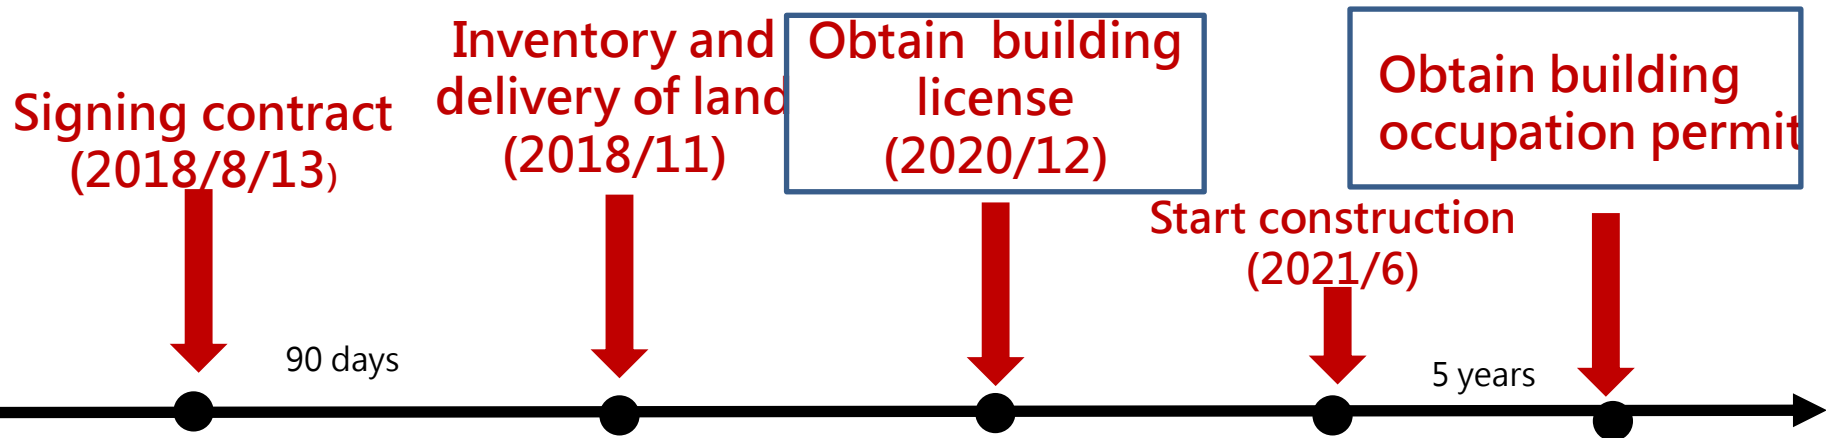 Signing contract
(2018/8/13)
Inventory and
delivery of land
(2018/11)
Obtain building
license
(2020/12)
Start construction
(2021/6)
Obtain building
occupation permit
90 days
5 years